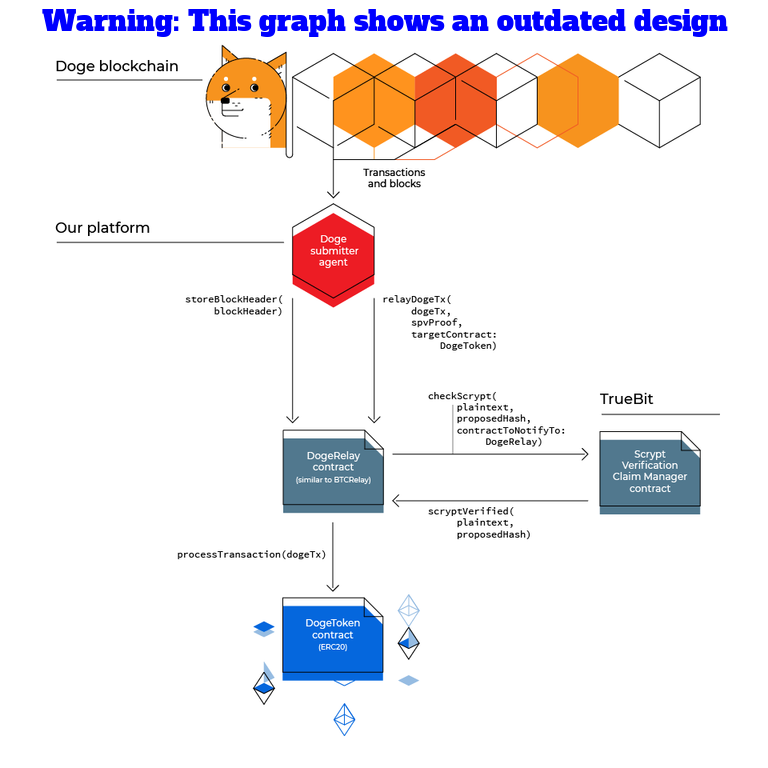 Warning: This graph shows an outdated design
Doge blockchain
Transactions
and blocks
Our platform
Doge
submitter
agent
storeBlockHeader(
blockHeader)
relayDogeTx(
dogeTx,
spvProof,
targetContract:
DogeToken)
checkScrypt(
plaintext,
proposedHash,
contractToNotifyTo:
DogeRelay)
TrueBit
DogeRelay
contract
(similar to BTCRelay)
Scrypt
Verification
Claim Manager
contract
scryptVerified(
plaintext,
proposedHash)
processTransaction(dogeTx)
DogeToken
contract
(ERC20)